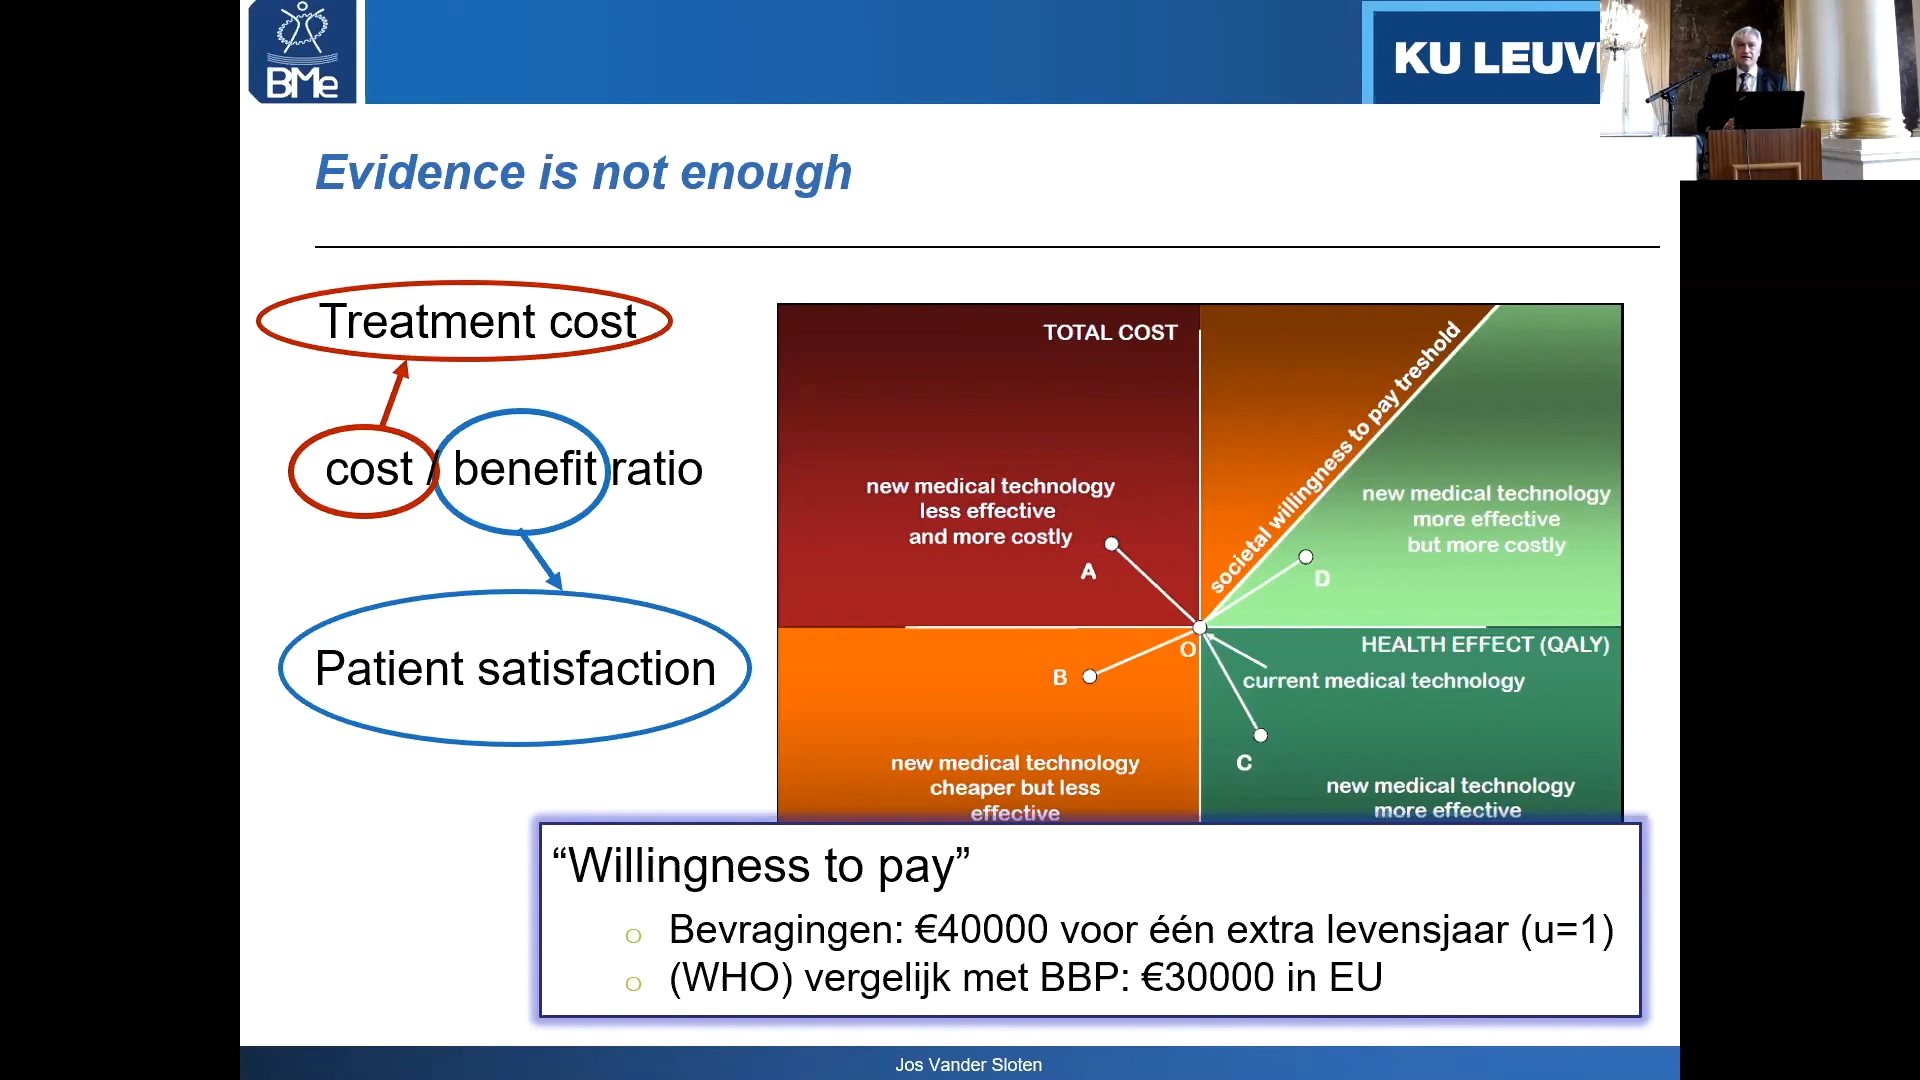 BMe
KU LEUV
Evidence is not enough
Treatment cost
cost / benefit ratio
Patient satisfaction
TOTAL COST
societal willingness to pay treshold
new medical technology
less effective
and more costly
new medical technology
more effective
but more costly
A
D
O
HEALTH EFFECT (QALY)
B
current medical technology
C
new medical technology
cheaper but less
effective
new medical technology
more effective
“Willingness to pay”
o Bevragingen: €40000 voor één extra levensjaar (u=1)
o (WHO) vergelijk met BBP: €30000 in EU
Jos Vander Sloten